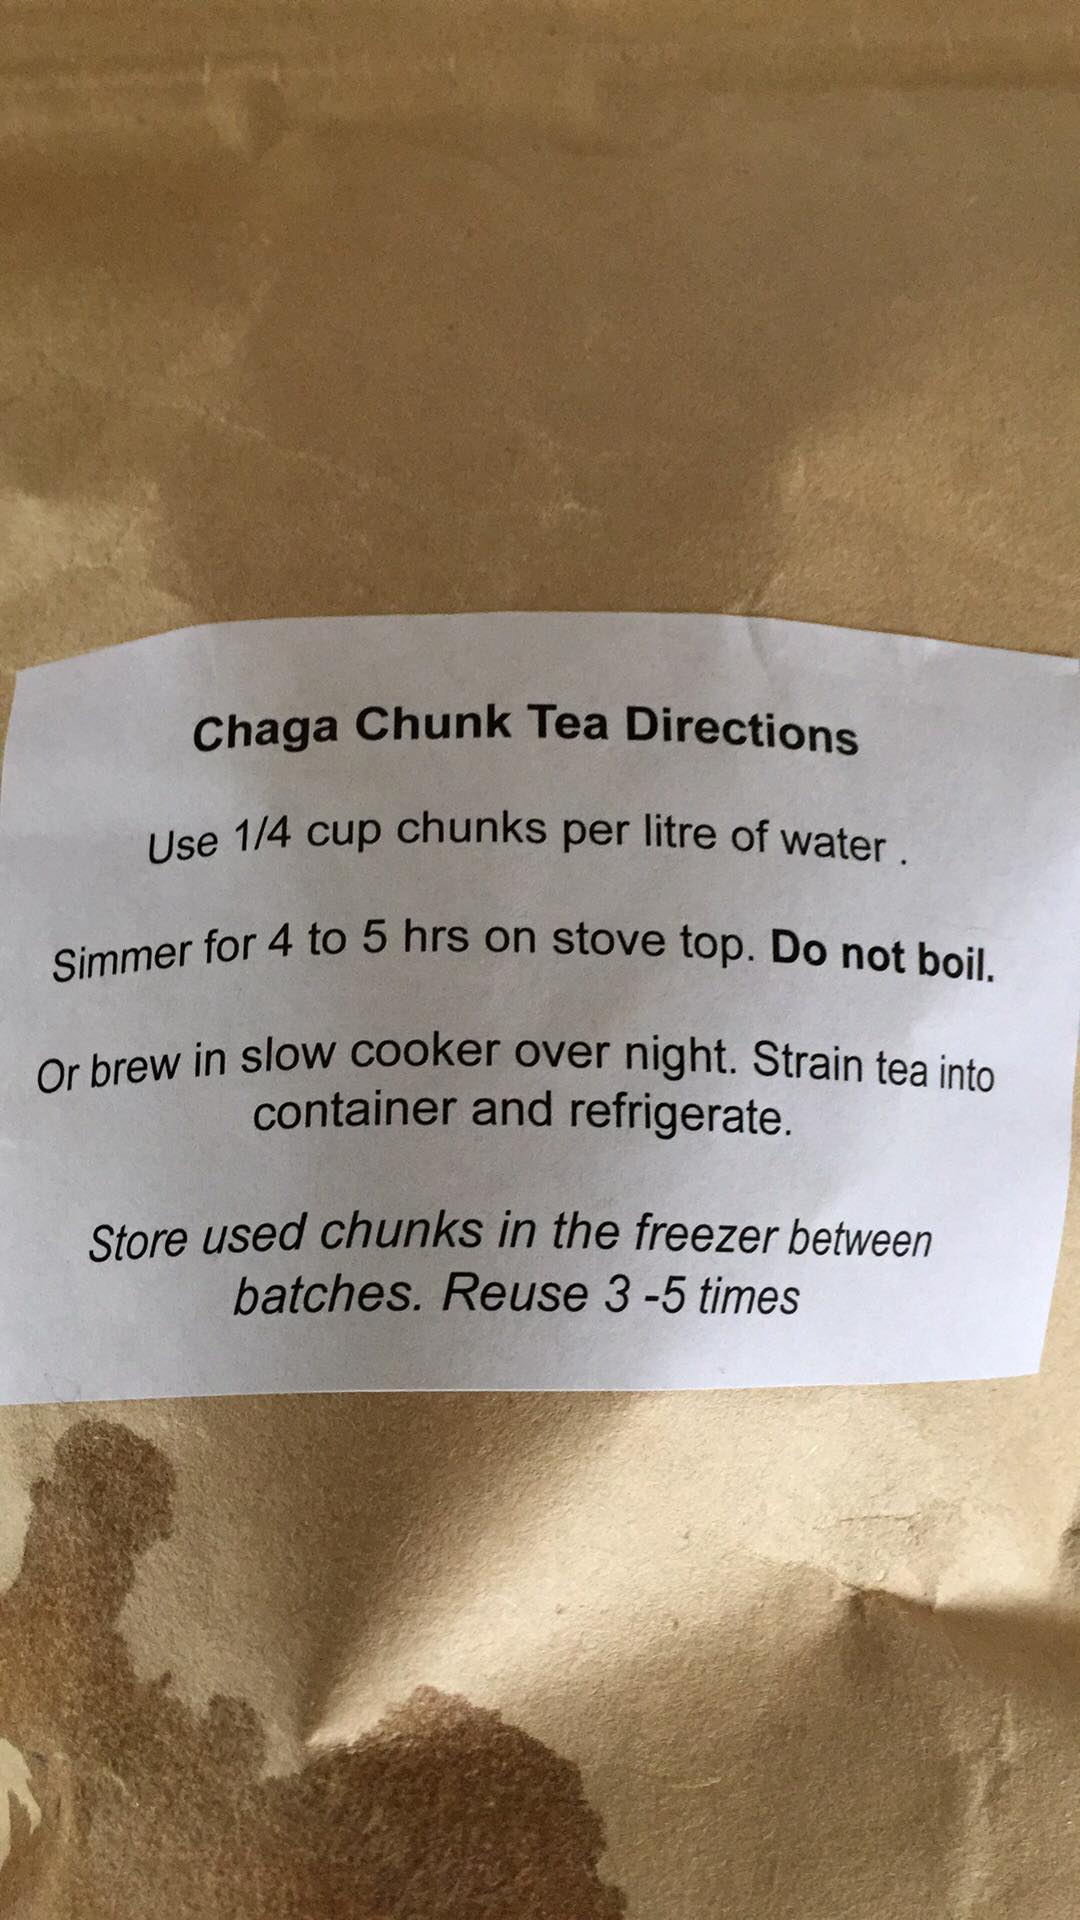 Chaga Chunk Tea Directions
Use 1/4 cup chunks per litre of water .
Simmer for 4 to 5 hrs on stove top. Do not boil.
Or brew in slow cooker over night. Strain tea into
container and refrigerate.
Store used chunks in the freezer between
batches. Reuse 3 -5 times